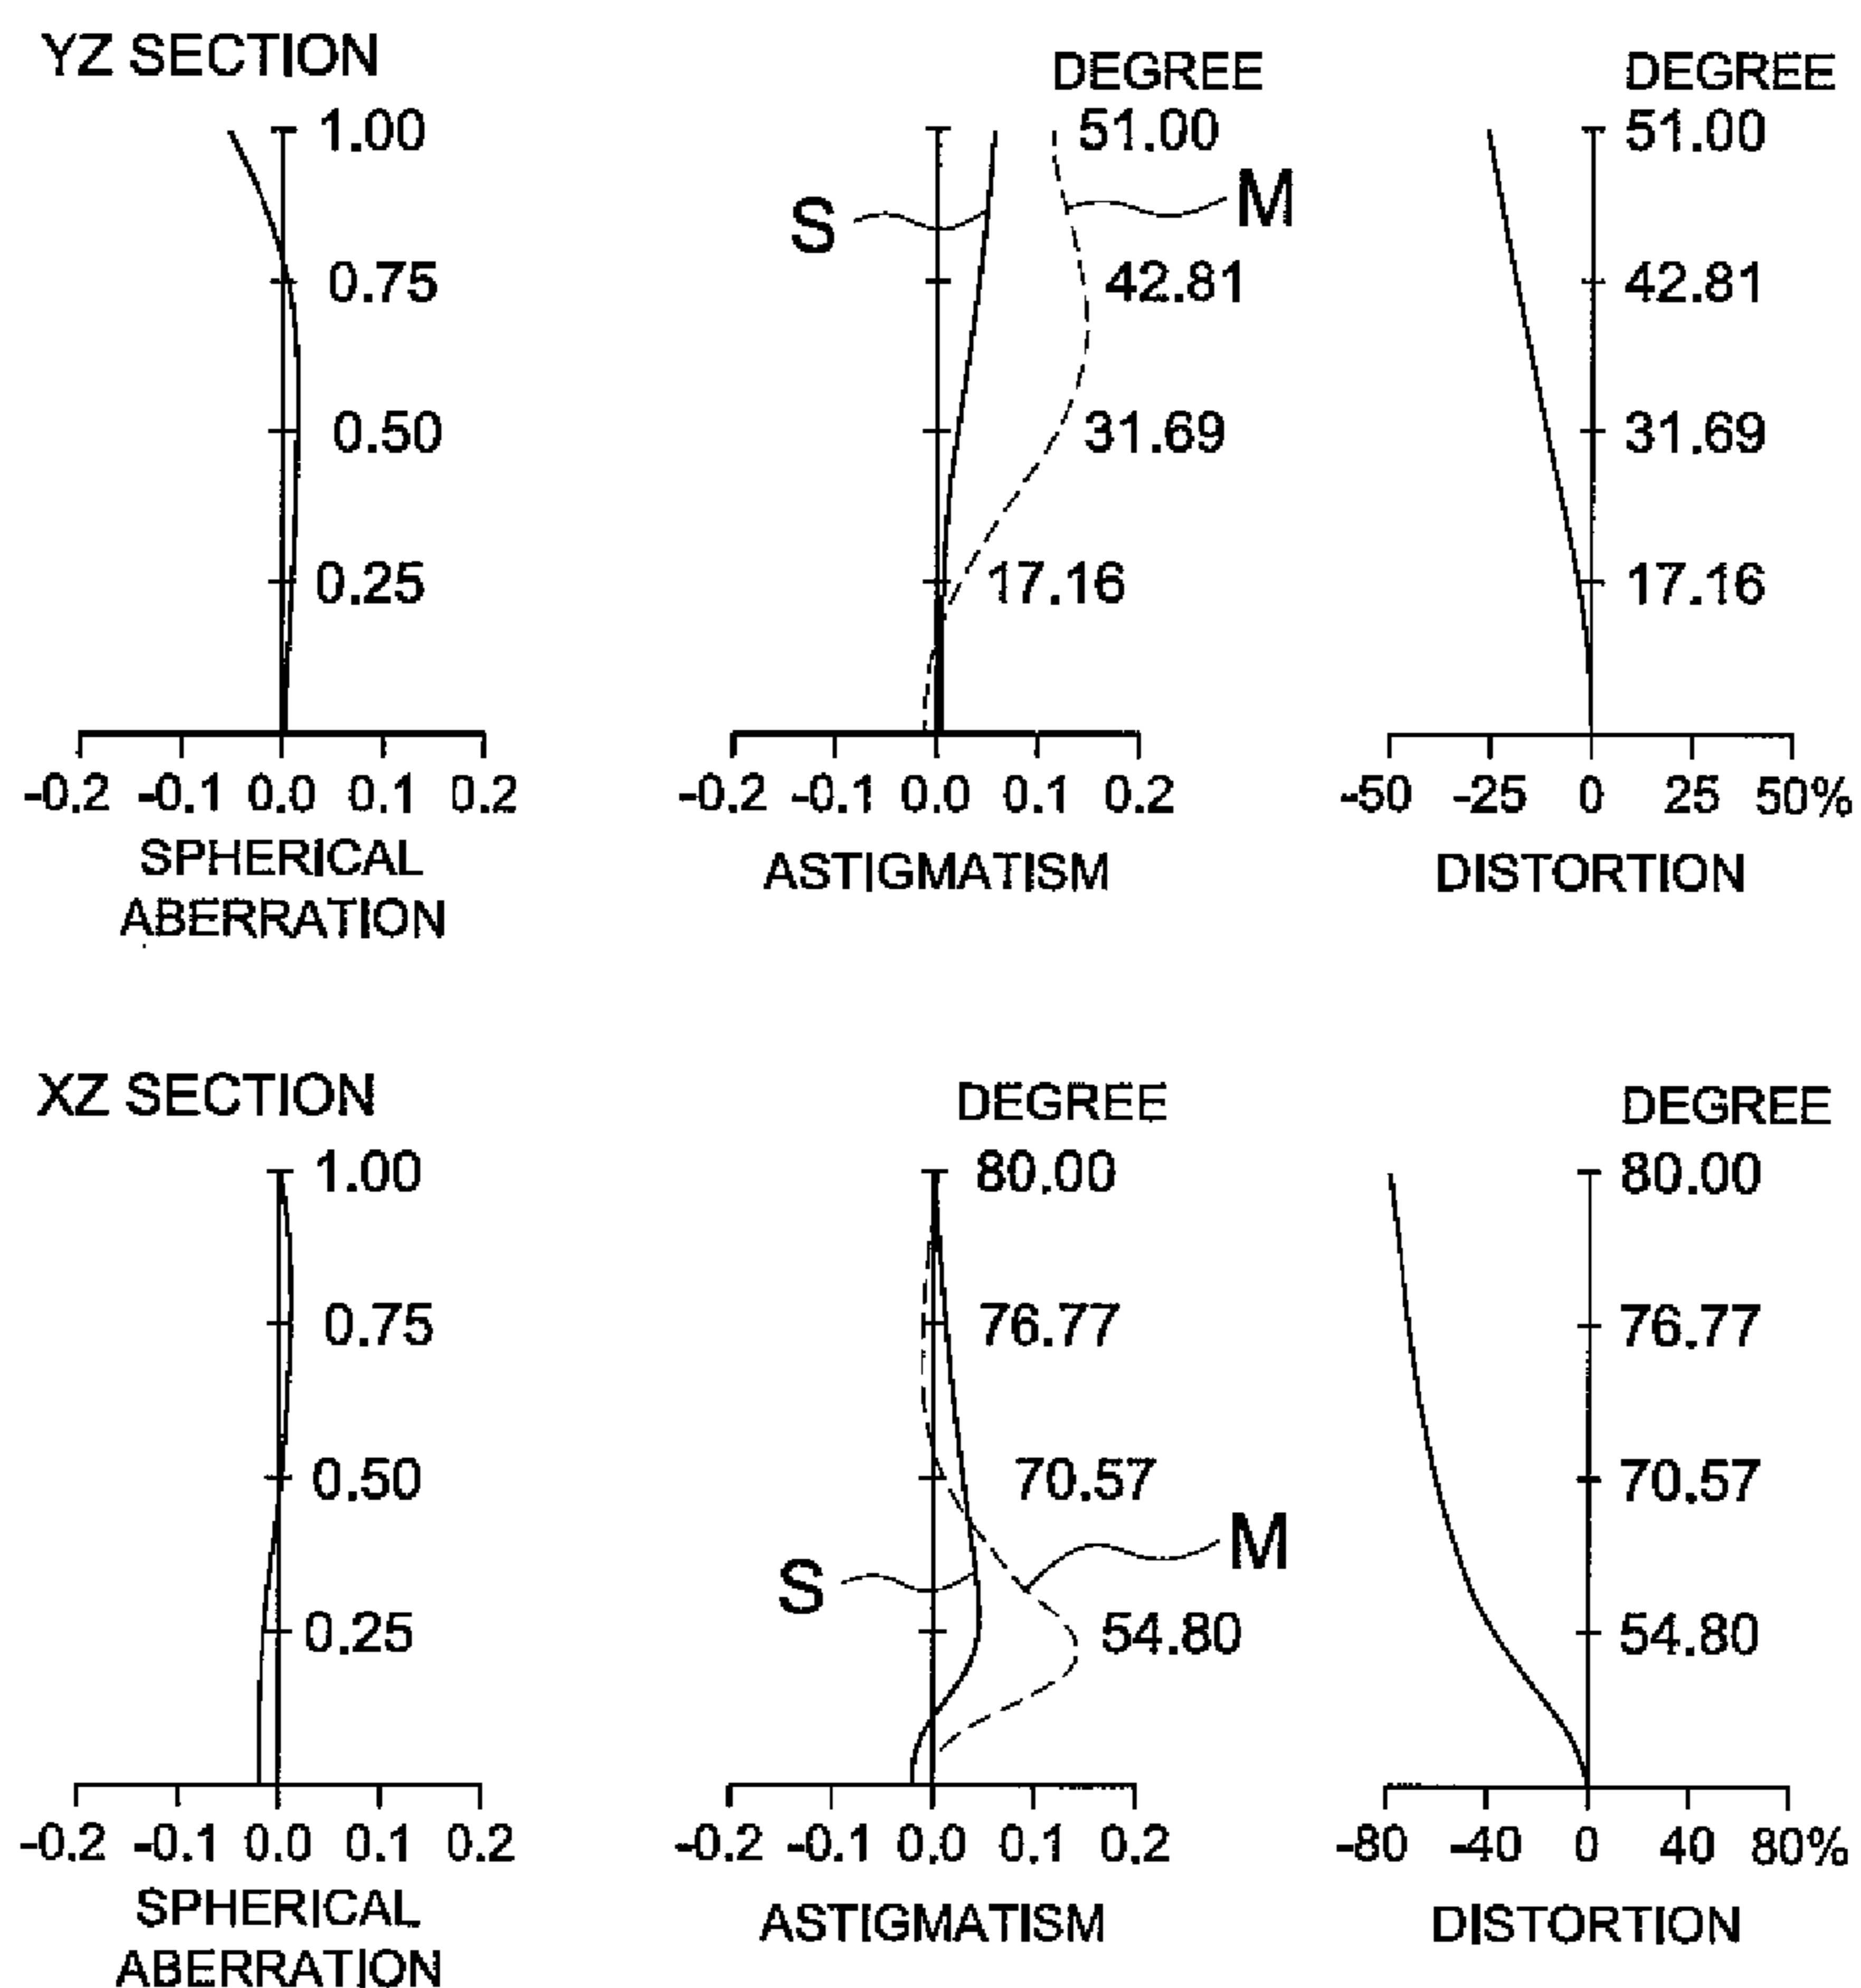 YZ SECTION
1.00
0.75
0.50
0.25
-0.2 -0.1 0.0 0.1 0.2
SPHERICAL
ABERRATION
DEGREE
51.00
S
M
42.81
31.69
17.16
-0.2 -0.1 0.0 0.1 0.2
ASTIGMATISM
DEGREE
51.00
42.81
31.69
17.16
-50 -25 0 25 50%
DISTORTION
XZ SECTION
1.00
0.75
0.50
0.25
-0.2 -0.1 0.0 0.1 0.2
SPHERICAL
ABERRATION
DEGREE
80.00
76.77
70.57
M
S
54.80
-0.2 -0.1 0.0 0.1 0.2
ASTIGMATISM
DEGREE
80.00
76.77
70.57
54.80
-80 -40 0 40 80%
DISTORTION